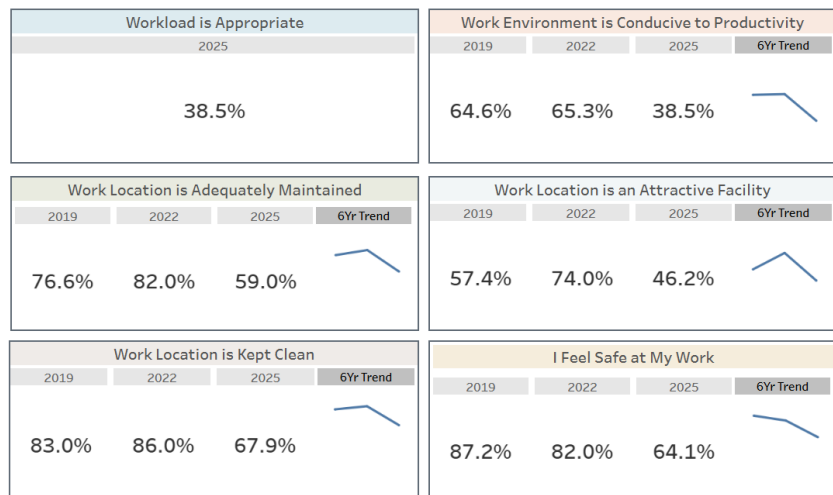 Workload is Appropriate
2025
38.5%
Work Environment is Conducive to Productivity
2019 2022 2025 6Yr Trend
64.6% 65.3% 38.5%
Work Location is Adequately Maintained
2019 2022 2025 6Yr Trend
76.6% 82.0% 59.0%
Work Location is an Attractive Facility
2019 2022 2025 6Yr Trend
57.4% 74.0% 46.2%
Work Location is Kept Clean
2019 2022 2025 6Yr Trend
83.0% 86.0% 67.9%
I Feel Safe at My Work
2019 2022 2025 6Yr Trend
87.2% 82.0% 64.1%